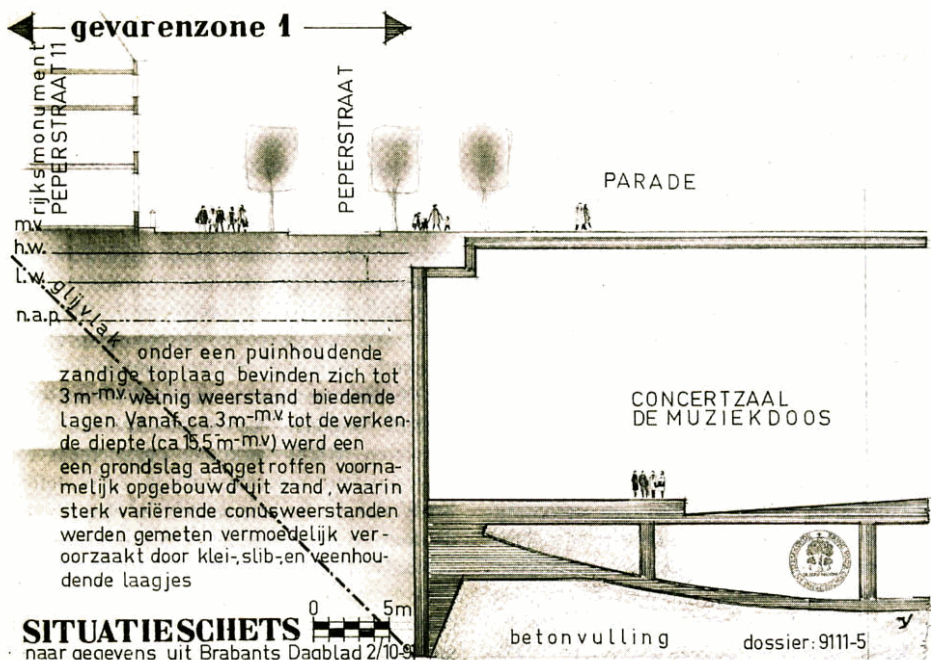 gevarenzone 1
rijksmonument
PEPERSTRAAT 11
PEPERSTRAAT
PARADE
m.v.
h.w.
l.w.
n.a.p.
glijvlak
onder een puinhoudende
zandige toplaag bevinden zich tot
3m-m.v. weinig weerstand biedende
lagen. Vanaf ca.3m-m.v. tot de verken-
de diepte (ca 15,5m-m.v) werd een
een grondslag aangetroffen voorna-
melijk opgebouwd uit zand, waarin
sterk variërende conusweerstanden
werden gemeten vermoedelijk ver-
oorzaakt door klei-, slib-, en veenhou-
dende laagjes
CONCERTZAAL
DE MUZIEKDOOS
SITUATIESCHETS
0 5m
naar gegevens uit Brabants Dagblad 2/10-
betonvulling
dossier: 9111-5